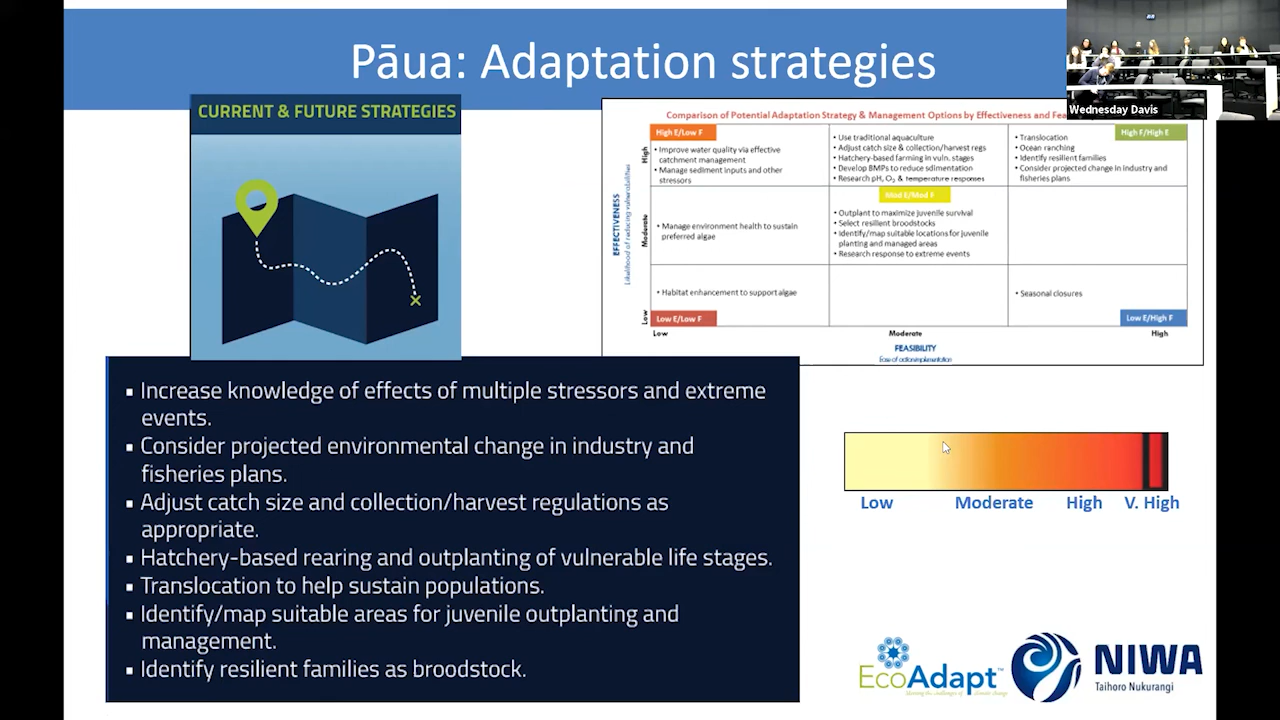 Pāua: Adaptation strategies
Wednesday Davis
CURRENT & FUTURE STRATEGIES
Comparison of Potential Adaptation Strategy & Management Options by Effectiveness and
High E/Low F
• Improve water quality via effective
catchment management
• Manage sediment inputs and other
stressors
• Use traditional aquaculture
• Adjust catch size & collection/harvest regs
• Hatchery-based farming in vuln. stages
• Develop BMPs to reduce sedimentation
• Research pH, O₂ & temperature responses
High F/High E
• Translocation
• Ocean ranching
• Identify resilient families
• Consider projected change in industry and
fisheries plans
Mod E/Mod F
• Manage environment health to sustain
preferred algae
• Outplant to maximize juvenile survival
• Select resilient broodstocks
• Identify/map suitable locations for juvenile
planting and managed areas
• Research response to extreme events
• Habitat enhancement to support algae
Low E/Low F
• Seasonal closures
Low E/High F
High
Moderate
Low
EFFECTIVENESS
Likelihood of reducing vulnerabilities
Low
Moderate
High
FEASIBILITY
Ease of action implementation
▪ Increase knowledge of effects of multiple stressors and extreme
events.
▪ Consider projected environmental change in industry and
fisheries plans.
▪ Adjust catch size and collection/harvest regulations as
appropriate.
▪ Hatchery-based rearing and outplanting of vulnerable life stages.
▪ Translocation to help sustain populations.
▪ Identify/map suitable areas for juvenile outplanting and
management.
▪ Identify resilient families as broodstock.
Low
Moderate
High
V. High
EcoAdapt™
NIWA
Taihoro Nukurangi